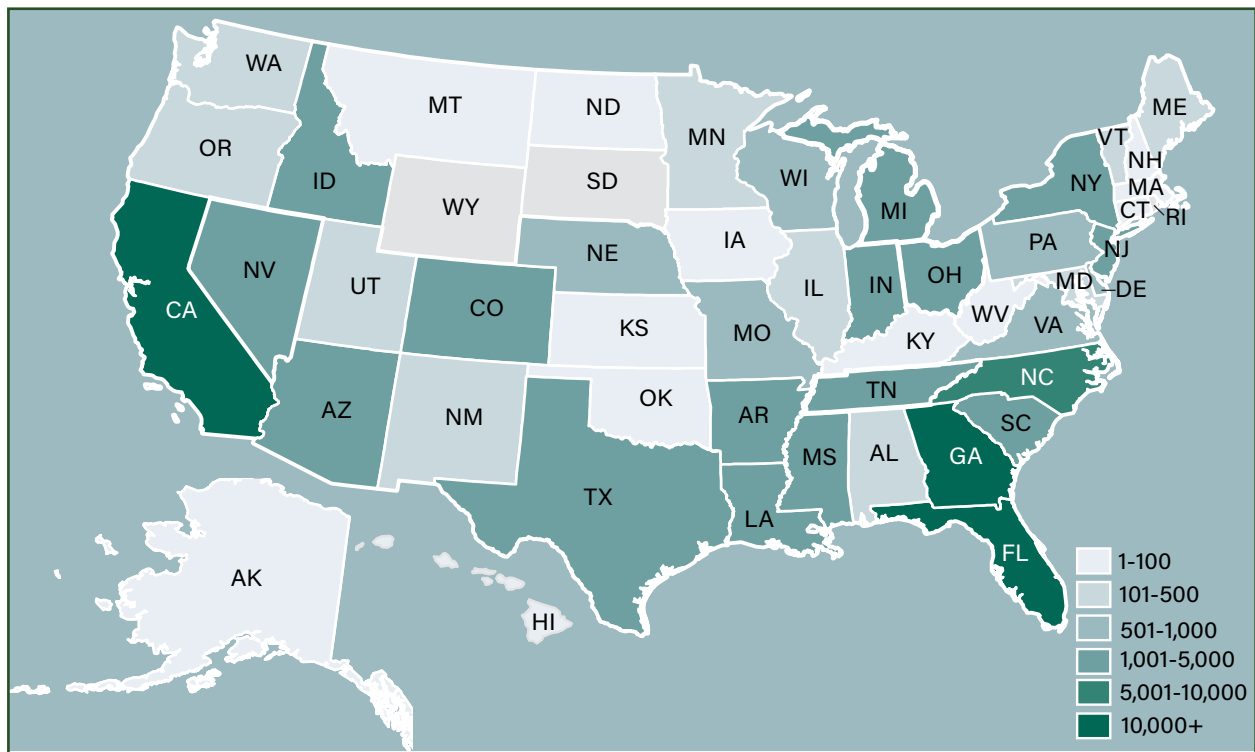 WA
MT
ND
MN
ME
VT
NH
OR
ID
WY
SD
WI
MI
NY
MA
CT
RI
NV
UT
CO
NE
IA
IL
IN
OH
PA
NJ
MD
DE
CA
KS
MO
KY
WV
VA
AZ
NM
OK
AR
TN
NC
SC
TX
LA
MS
AL
GA
FL
AK
HI
1-100
101-500
501-1,000
1,001-5,000
5,001-10,000
10,000+